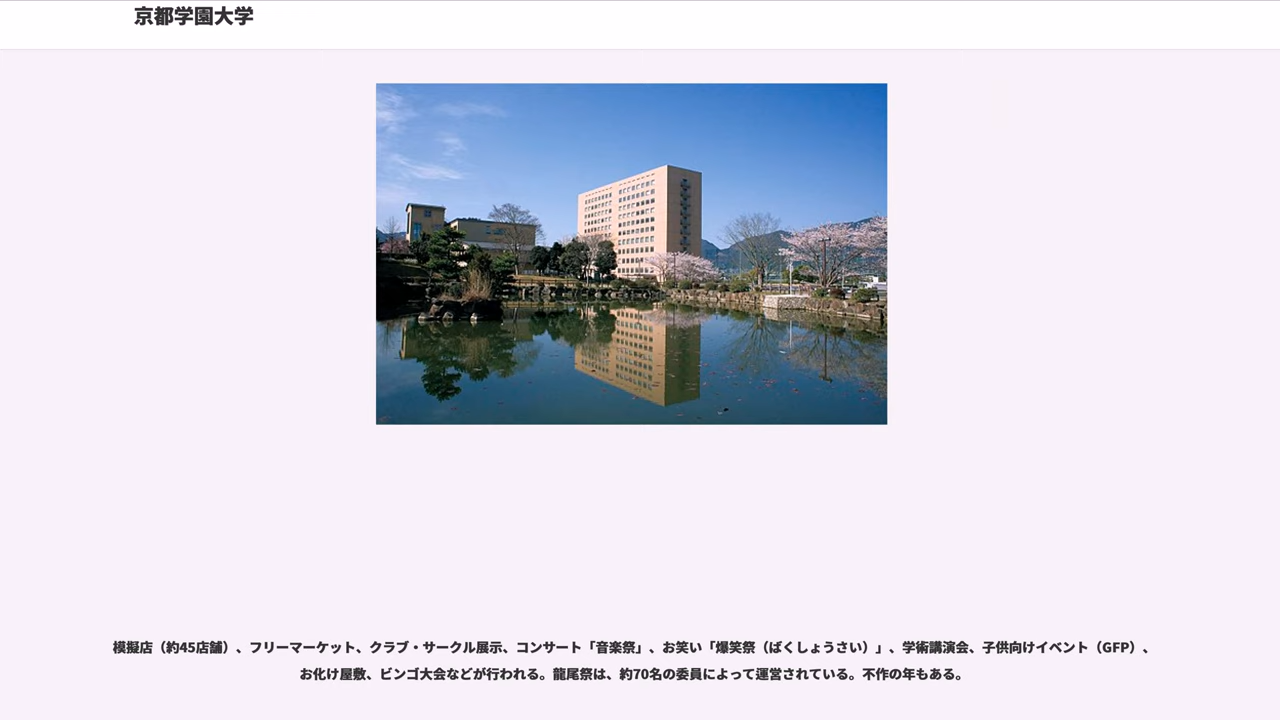 京都学園大学
模擬店（約45店舗）、フリーマーケット、クラブ・サークル展示、コンサート「音楽祭」、お笑い「爆笑祭（ばくしょうさい）」、学術講演会、子供向けイベント（GFP）、
お化け屋敷、ビンゴ大会などが行われる。龍尾祭は、約70名の委員によって運営されている。不作の年もある。